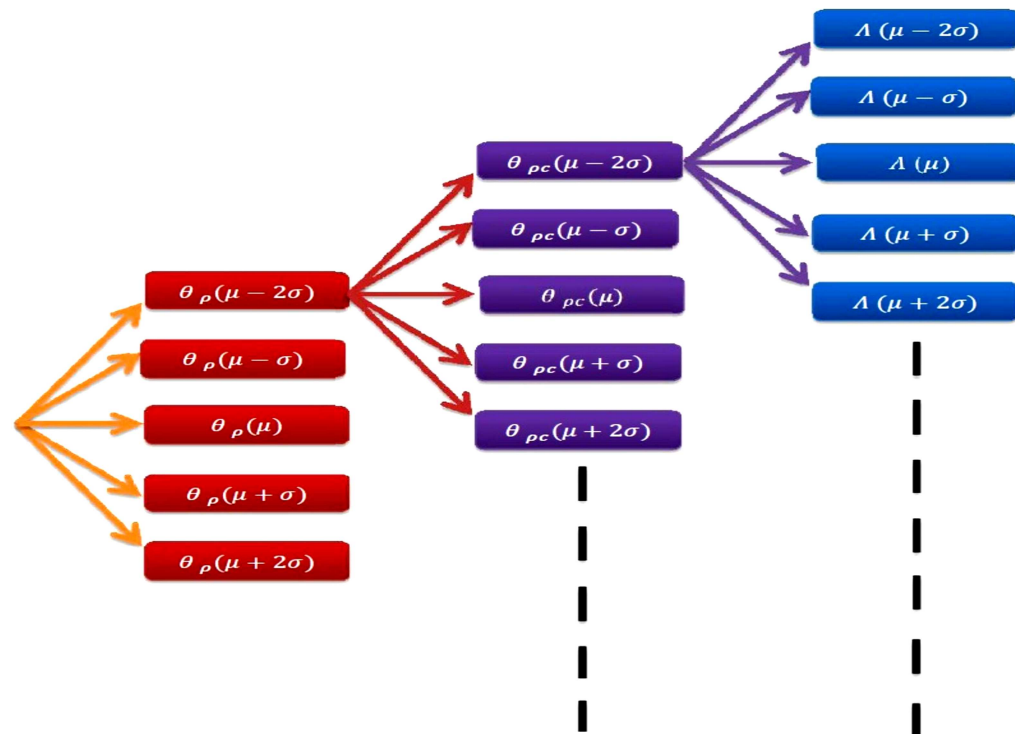 θ ρ(μ − 2σ)
θ ρ(μ − σ)
θ ρ(μ)
θ ρ(μ + σ)
θ ρ(μ + 2σ)
θ ρc(μ − 2σ)
θ ρc(μ − σ)
θ ρc(μ)
θ ρc(μ + σ)
θ ρc(μ + 2σ)
Λ (μ − 2σ)
Λ (μ − σ)
Λ (μ)
Λ (μ + σ)
Λ (μ + 2σ)